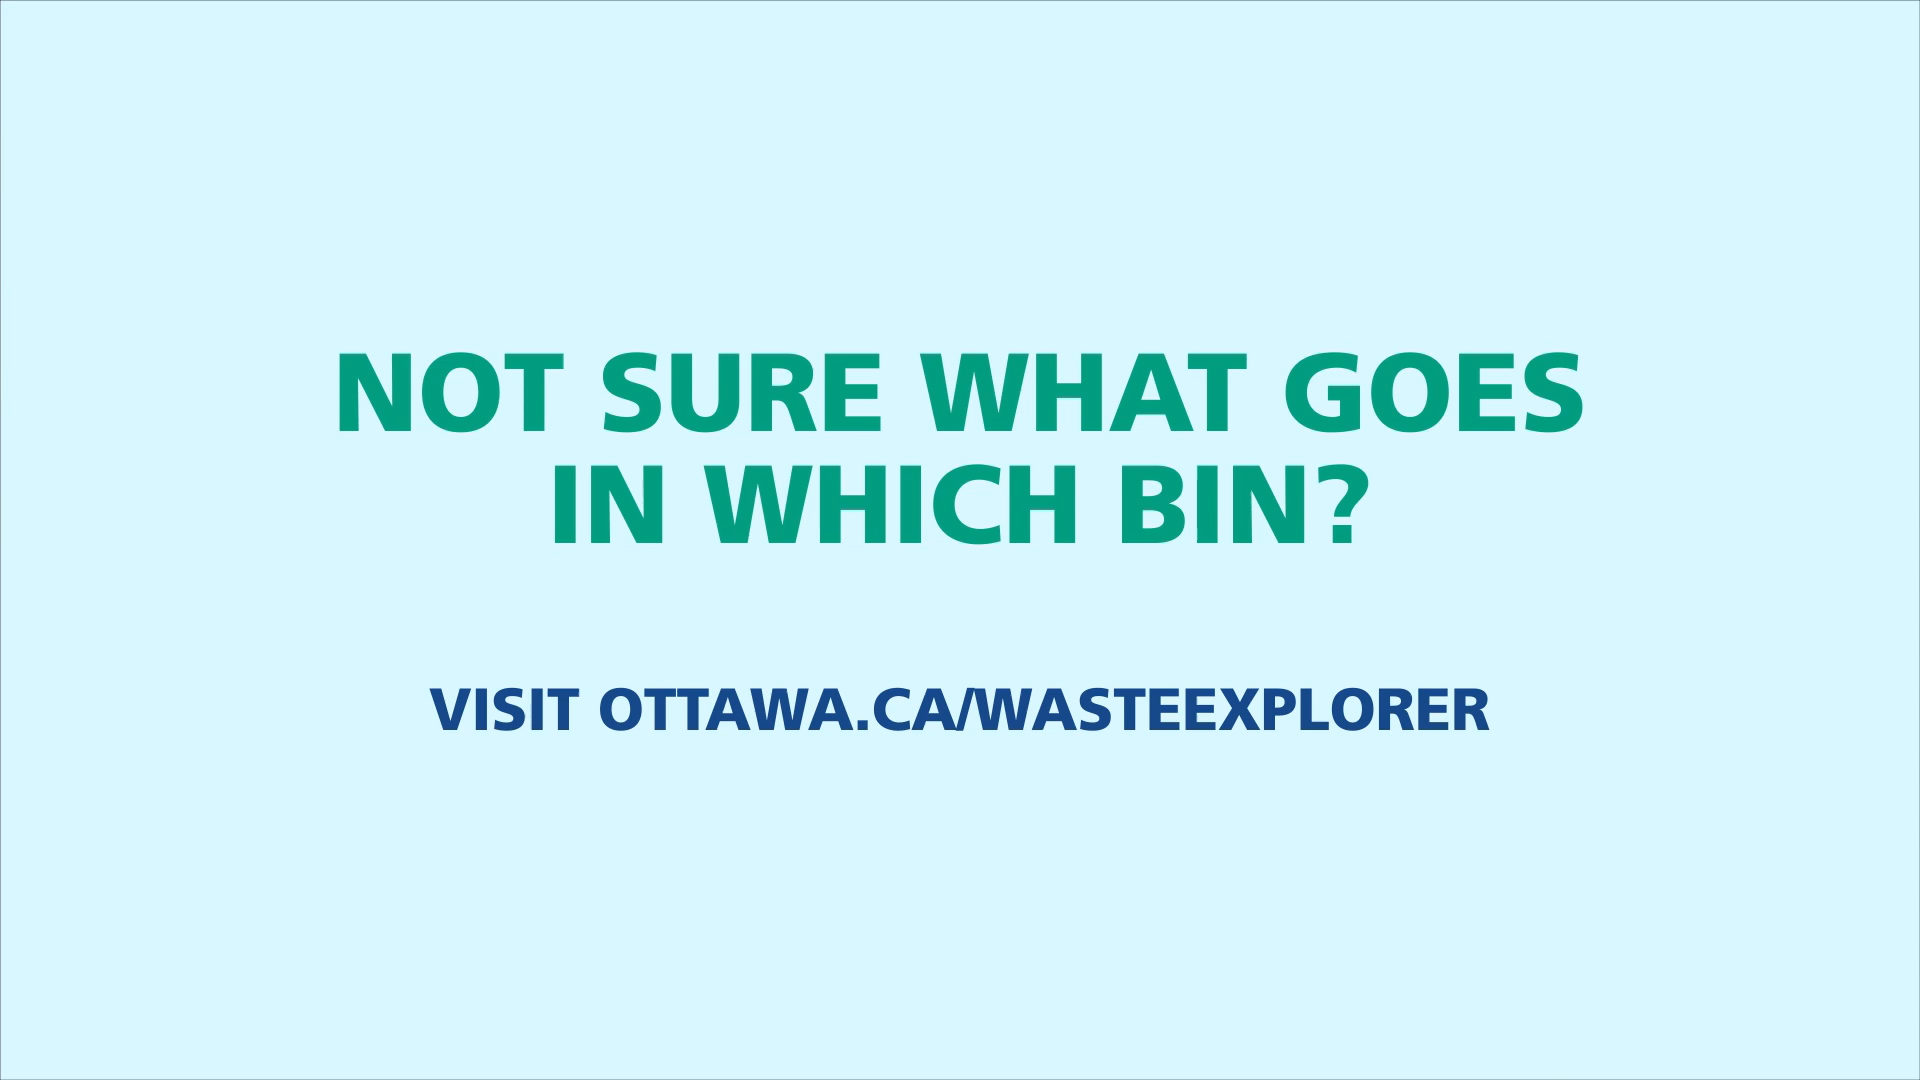 NOT SURE WHAT GOES
IN WHICH BIN?
VISIT OTTAWA.CA/WASTEEXPLORER